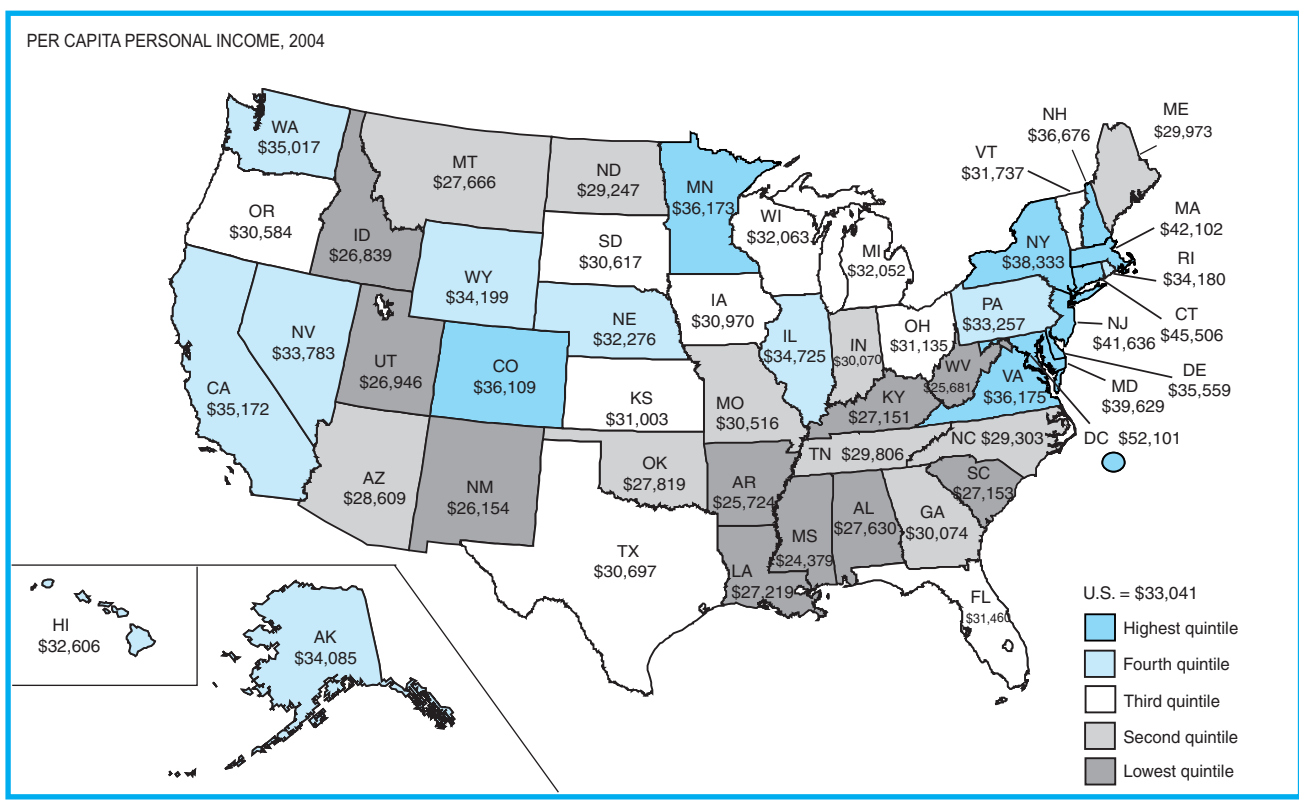 PER CAPITA PERSONAL INCOME, 2004
WA
$35,017
MT
$27,666
ND
$29,247
MN
$36,173
NH
$36,676
ME
$29,973
VT
$31,737
OR
$30,584
ID
$26,839
WY
$34,199
SD
$30,617
WI
$32,063
MI
$32,052
NY
$38,333
MA
$42,102
RI
$34,180
CT
$45,506
NJ
$41,636
DE
$35,559
MD
$39,629
DC $52,101
CA
$35,172
NV
$33,783
UT
$26,946
CO
$36,109
NE
$32,276
IA
$30,970
IL
$34,725
IN
$30,070
OH
$31,135
PA
$33,257
WV
$25,681
VA
$36,175
KS
$31,003
MO
$30,516
KY
$27,151
NC $29,303
TN $29,806
AZ
$28,609
NM
$26,154
OK
$27,819
AR
$25,724
SC
$27,153
MS
$24,379
AL
$27,630
GA
$30,074
TX
$30,697
LA
$27,219
FL
$31,460
HI
$32,606
AK
$34,085
U.S. = $33,041
Highest quintile
Fourth quintile
Third quintile
Second quintile
Lowest quintile